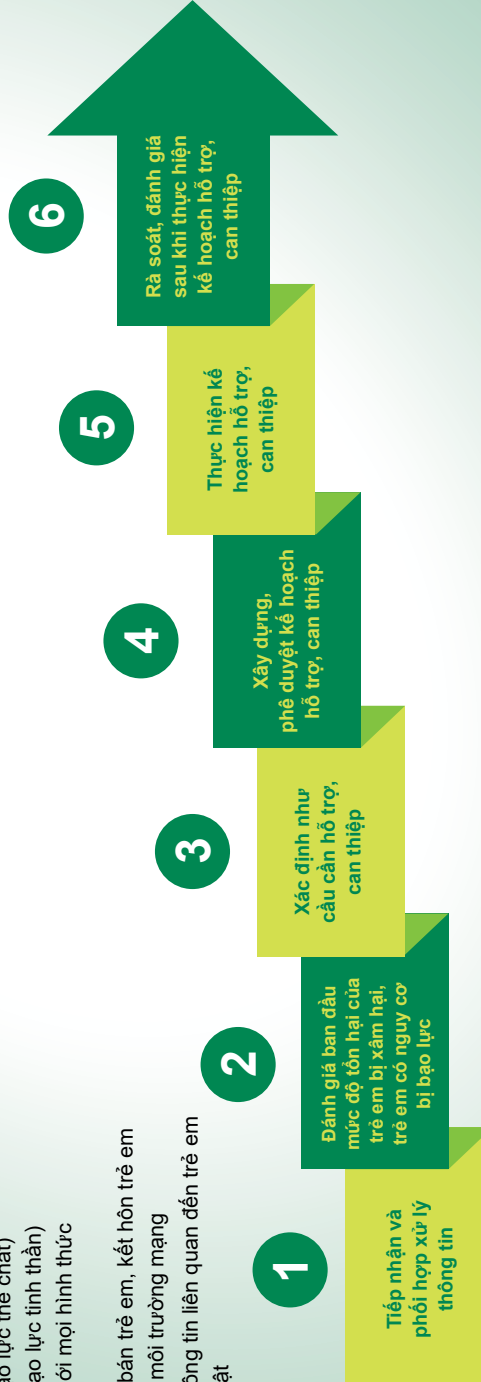 ạo lực tinh thần)
ới mọi hình thức
bán trẻ em, kết hôn trẻ em
môi trường mạng
ông tin liên quan đến trẻ em
ật
1
Tiếp nhận và
phối hợp xử lý
thông tin
2
Đánh giá ban đầu
mức độ tổn hại của
trẻ em bị xâm hại,
trẻ em có nguy cơ
bị bạo lực
3
Xác định như
cầu cần hỗ trợ,
can thiệp
4
Xây dựng,
phê duyệt kế hoạch
hỗ trợ, can thiệp
5
Thực hiện kế
hoạch hỗ trợ,
can thiệp
6
Rà soát, đánh giá
sau khi thực hiện
kế hoạch hỗ trợ,
can thiệp